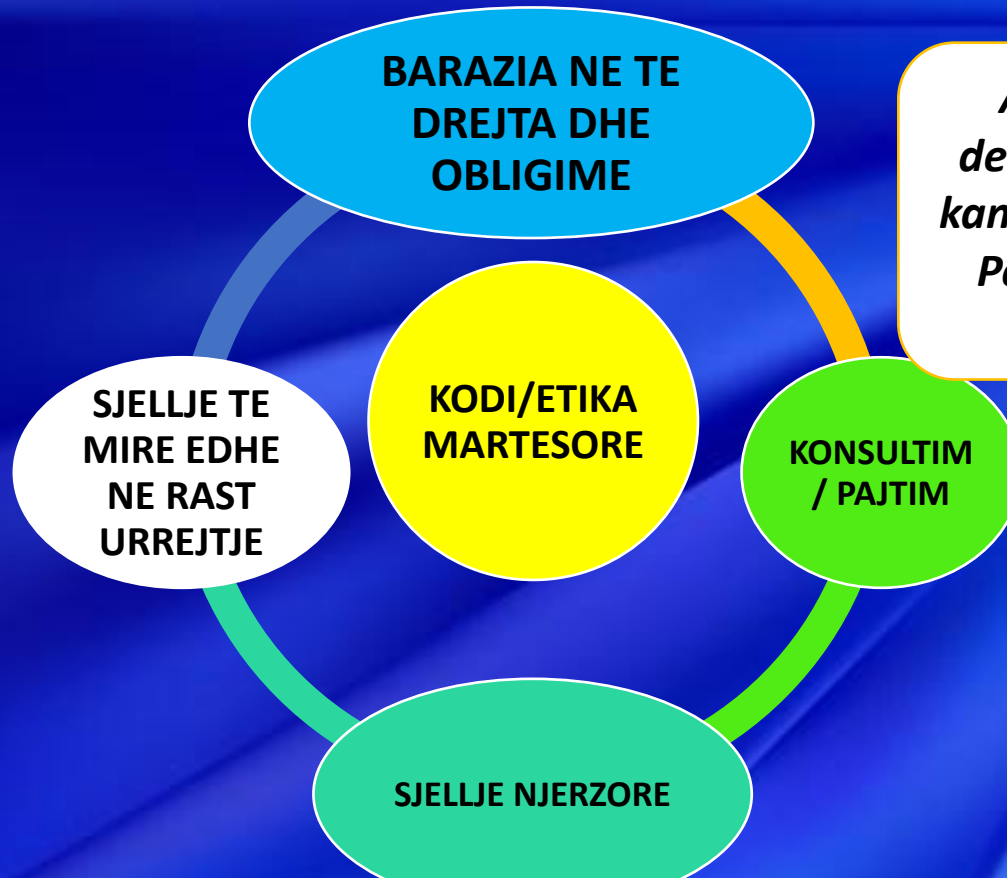 BARAZIA NE TE
DREJTA DHE
OBLIGIME
KODI/ETIKA
MARTESORE
SJELLJE TE
MIRE EDHE
NE RAST
URREJTJE
KONSULTIM
/ PAJTIM
SJELLJE NJERZORE